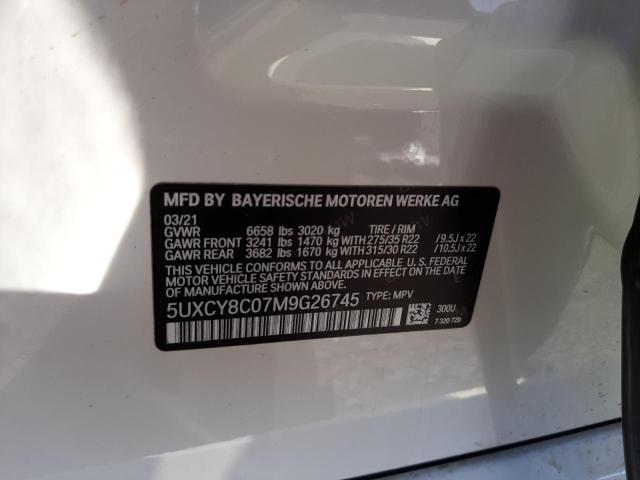 MFD BY BAYERISCHE MOTOREN WERKE AG
03/21
GVWR 6658 lbs 3020 kg TIRE / RIM
GAWR FRONT 3241 lbs 1470 kg WITH 275/35 R22 /9.5J x 22
GAWR REAR 3682 lbs 1670 kg WITH 315/30 R22 /10.5J x 22
THIS VEHICLE CONFORMS TO ALL APPLICABLE U.S. FEDERAL
MOTOR VEHICLE SAFETY STANDARDS IN EFFECT ON THE
DATE OF MANUFACTURE SHOWN ABOVE.
5UXCY8C07M9G26745 TYPE: MPV
300U
7 320 729